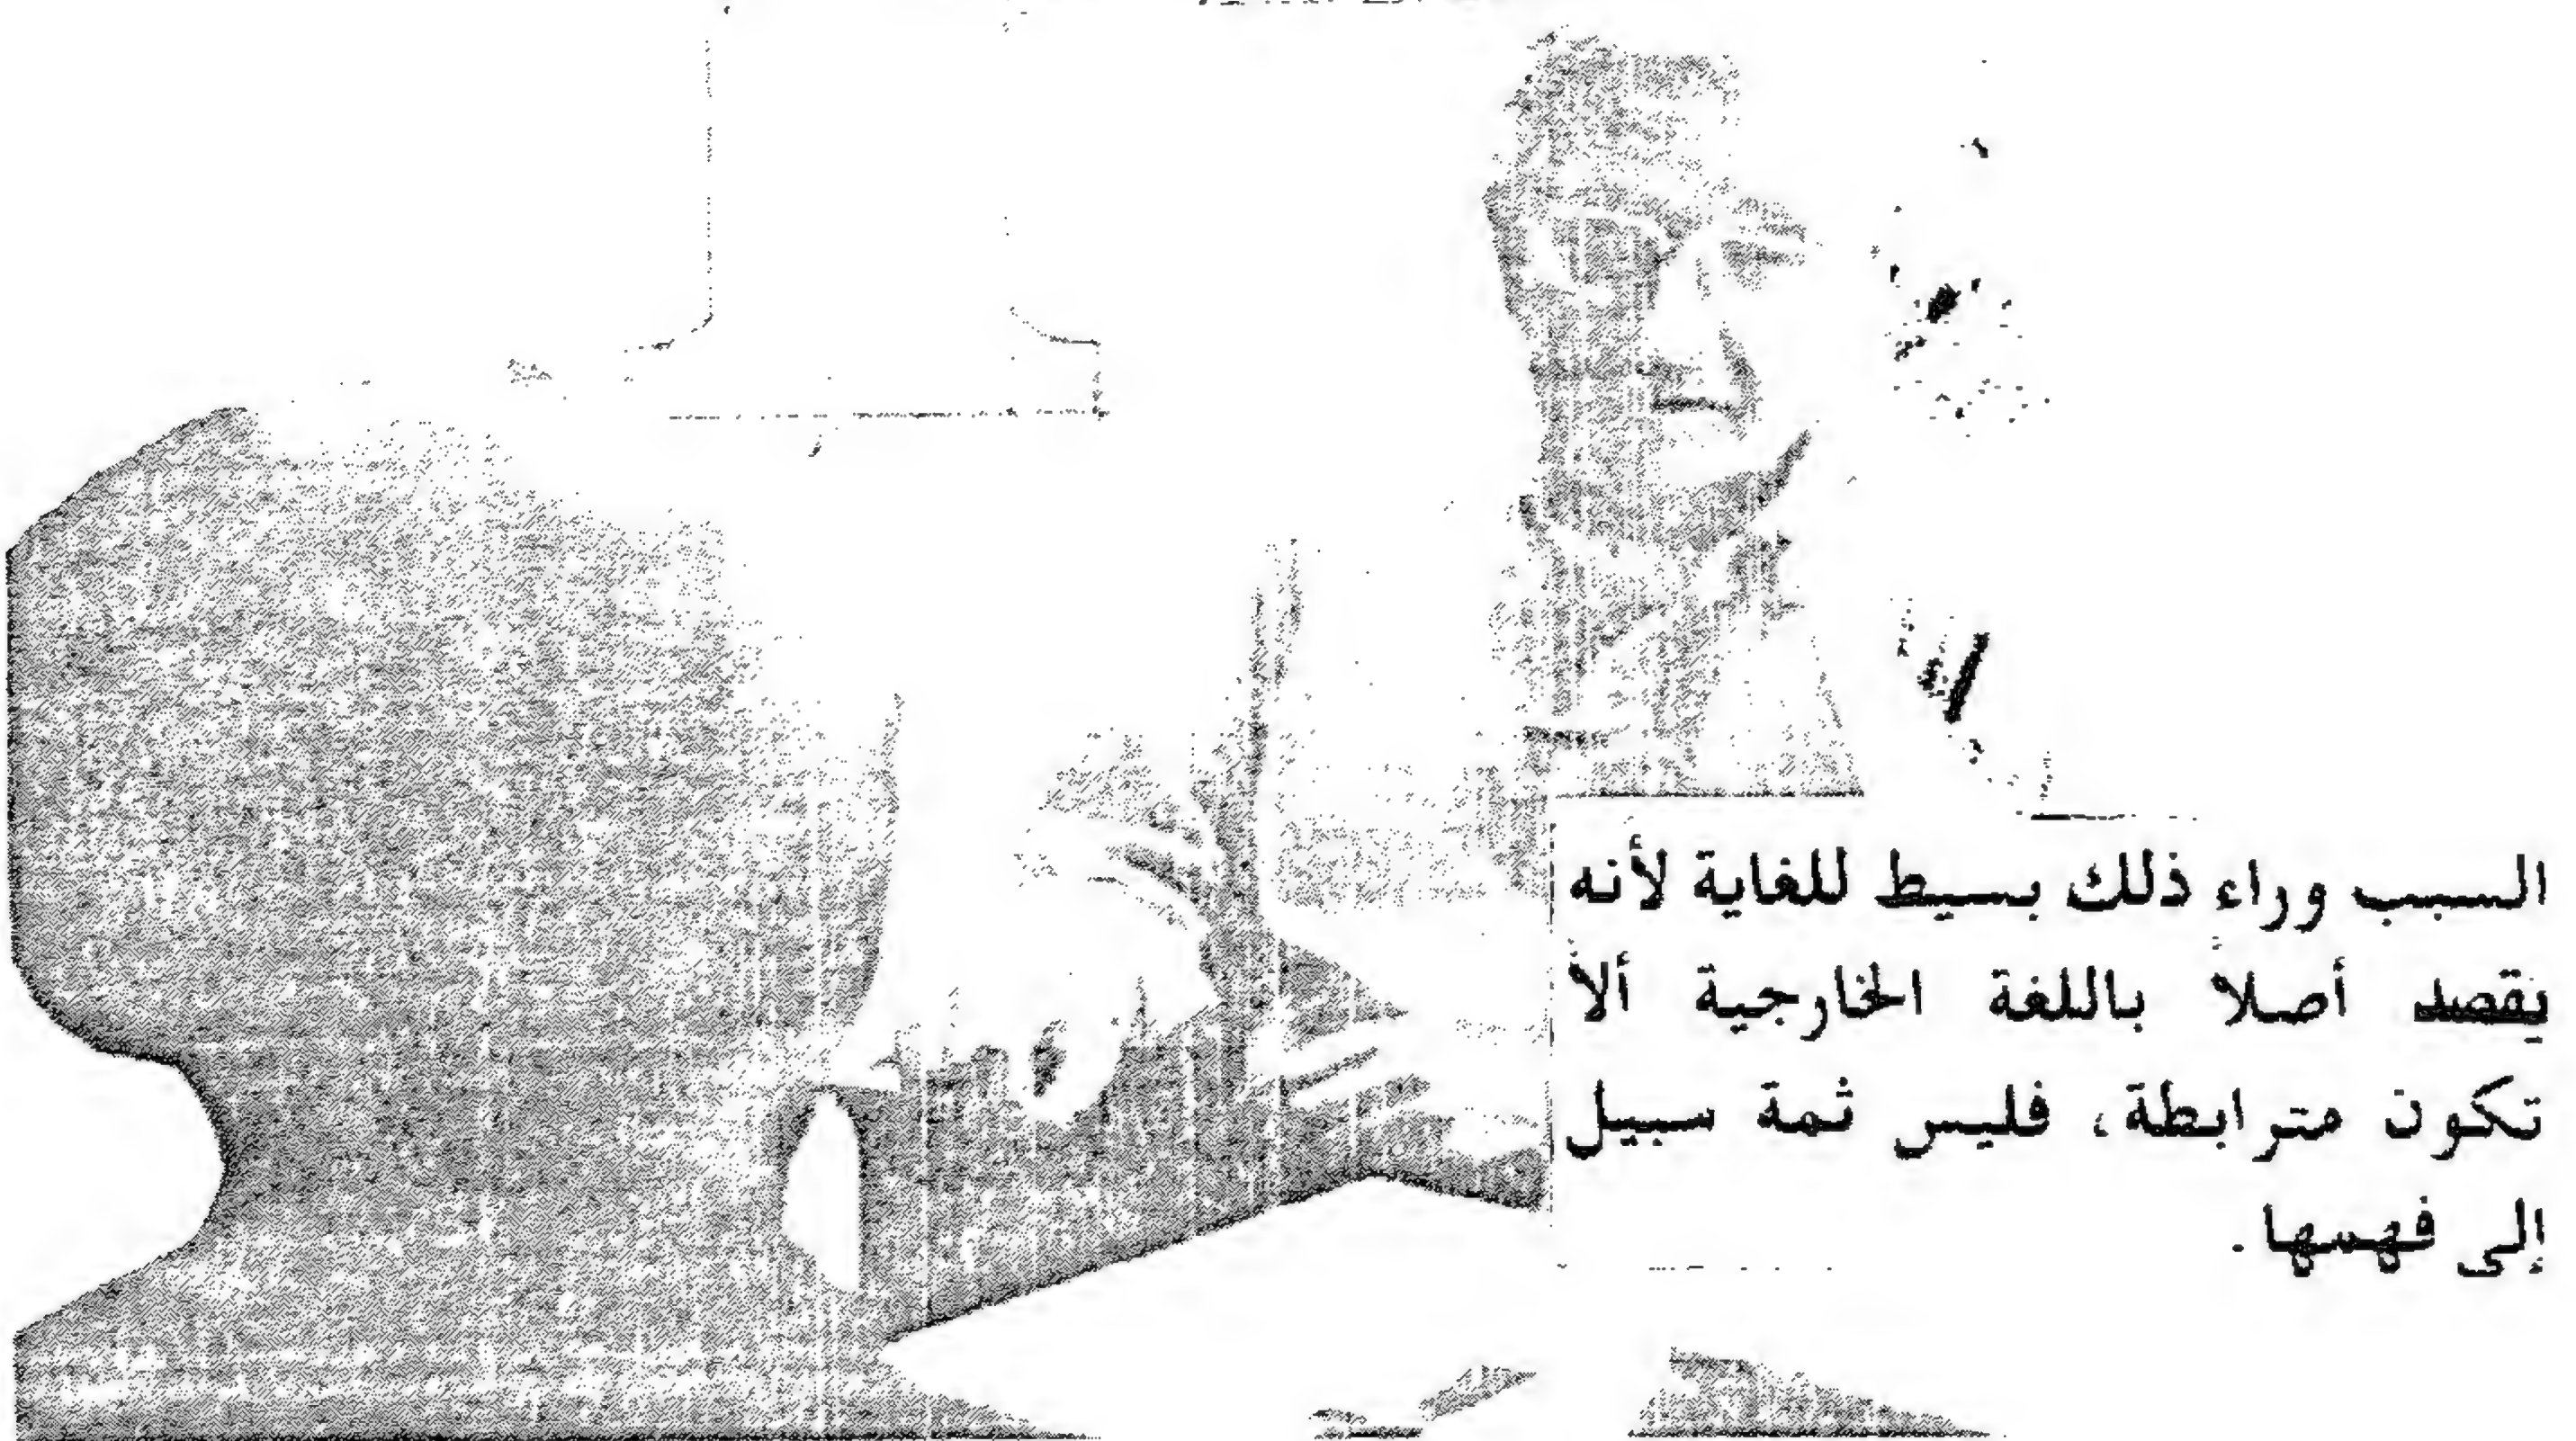 السبب وراء ذلك بسيط للغاية لأنه
يقصد أصلاً باللغة الخارجية ألاّ
تكون مترابطة، فليس ثمة سبيل
إلى فهمها.